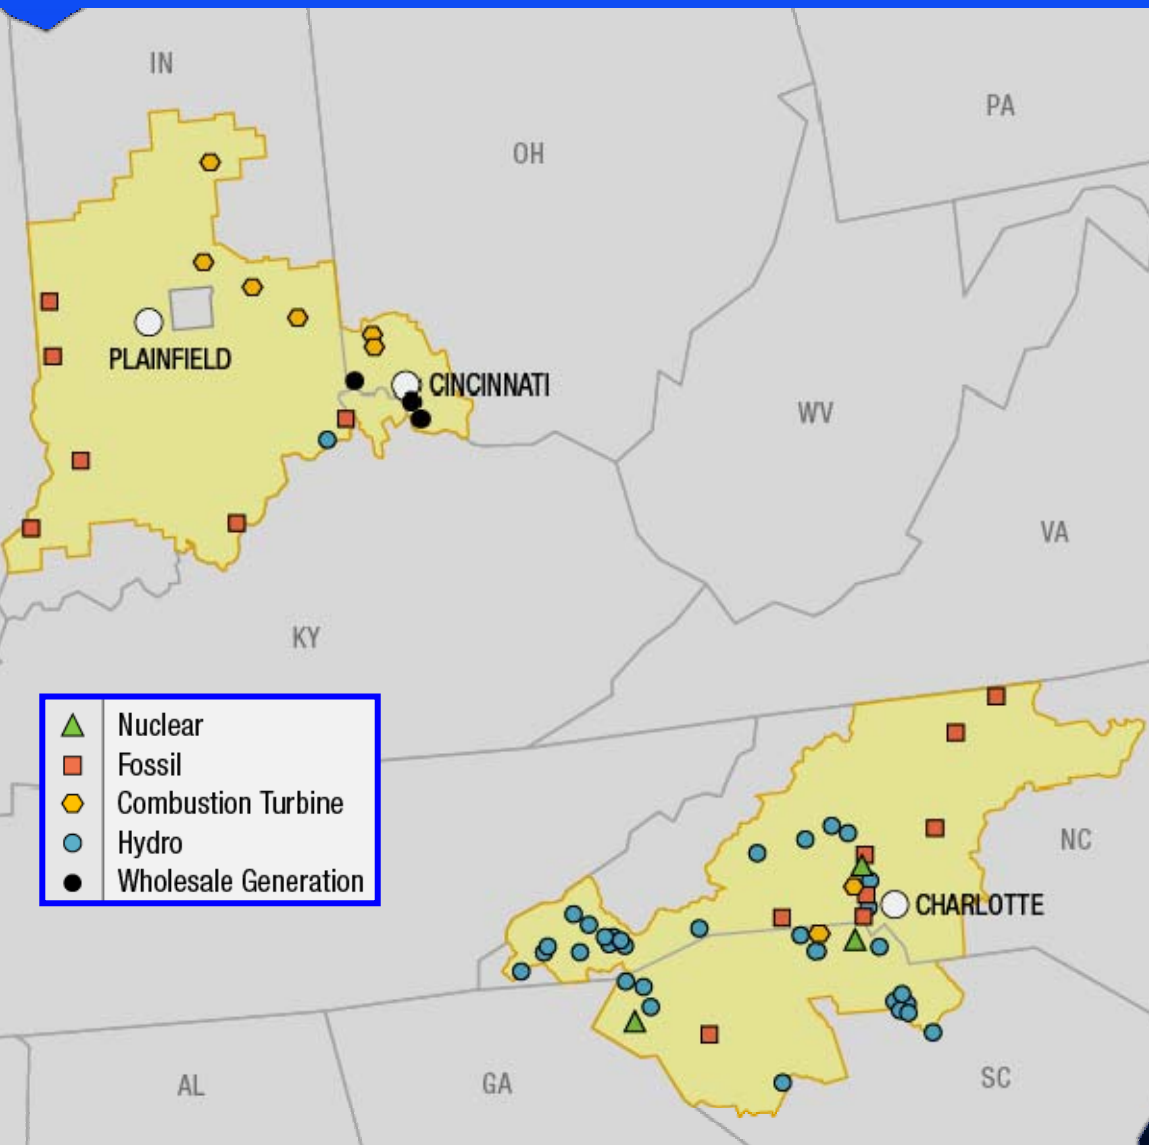 IN
PA
OH
PLAINFIELD
CINCINNATI
WV
VA
KY
Nuclear
Fossil
Combustion Turbine
Hydro
Wholesale Generation
NC
CHARLOTTE
AL
GA
SC